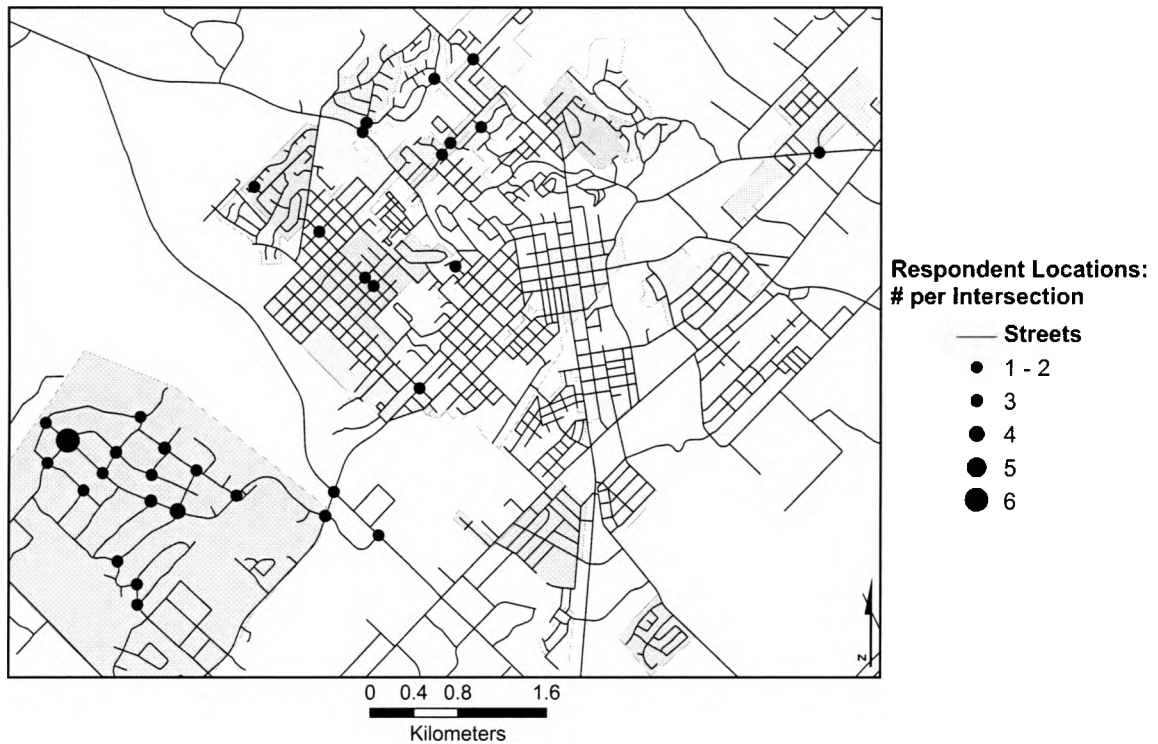 Respondent Locations:
# per Intersection
Streets
1 - 2
3
4
5
6
z
0 0.4 0.8 1.6
Kilometers